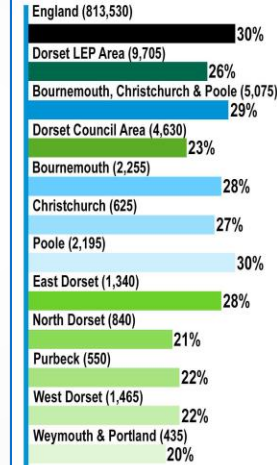 England (813,530)
30%
Dorset LEP Area (9,705)
26%
Bournemouth, Christchurch & Poole (5,075)
29%
Dorset Council Area (4,630)
23%
Bournemouth (2,255)
28%
Christchurch (625)
27%
Poole (2,195)
30%
East Dorset (1,340)
28%
North Dorset (840)
21%
Purbeck (550)
22%
West Dorset (1,465)
22%
Weymouth & Portland (435)
20%